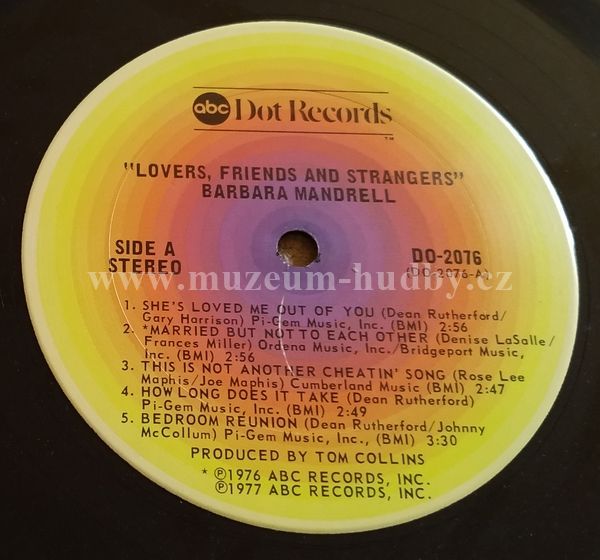 abc Dot Records
TM
"LOVERS, FRIENDS AND STRANGERS"
BARBARA MANDRELL
SIDE A
STEREO
DO-2076
(DO-2076-A)
www.muzeum-hudby.cz
1. SHE'S LOVED ME OUT OF YOU (Dean Rutherford/
Gary Harrison) Pi-Gem Music, Inc. (BMI) 2:56
2. *MARRIED BUT NOT TO EACH OTHER (Denise LaSalle/
Frances Miller) Ordena Music, Inc./Bridgeport Music,
Inc. (BMI) 2:56
3. THIS IS NOT ANOTHER CHEATIN' SONG (Rose Lee
Maphis/Joe Maphis) Cumberland Music (BMI) 2:47
4. HOW LONG DOES IT TAKE (Dean Rutherford)
Pi-Gem Music, Inc. (BMI) 2:49
5. BEDROOM REUNION (Dean Rutherford/Johnny
McCollum) Pi-Gem Music, Inc., (BMI) 3:30
PRODUCED BY TOM COLLINS
* ℗1976 ABC RECORDS, INC.
℗1977 ABC RECORDS, INC.